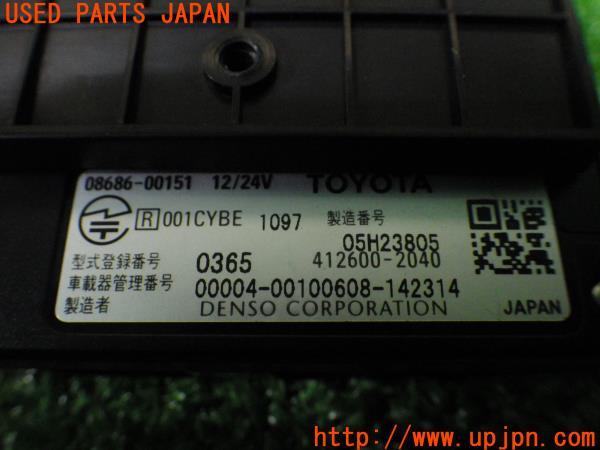 USED PARTS JAPAN
08686-00151 12/24V TOYOTA
R 001CYBE 1097 製造番号
05H23805
型式登録番号 0365 412600-2040
車載器管理番号 00004-00100608-142314
製造者 DENSO CORPORATION JAPAN
http://www.upjpn.com